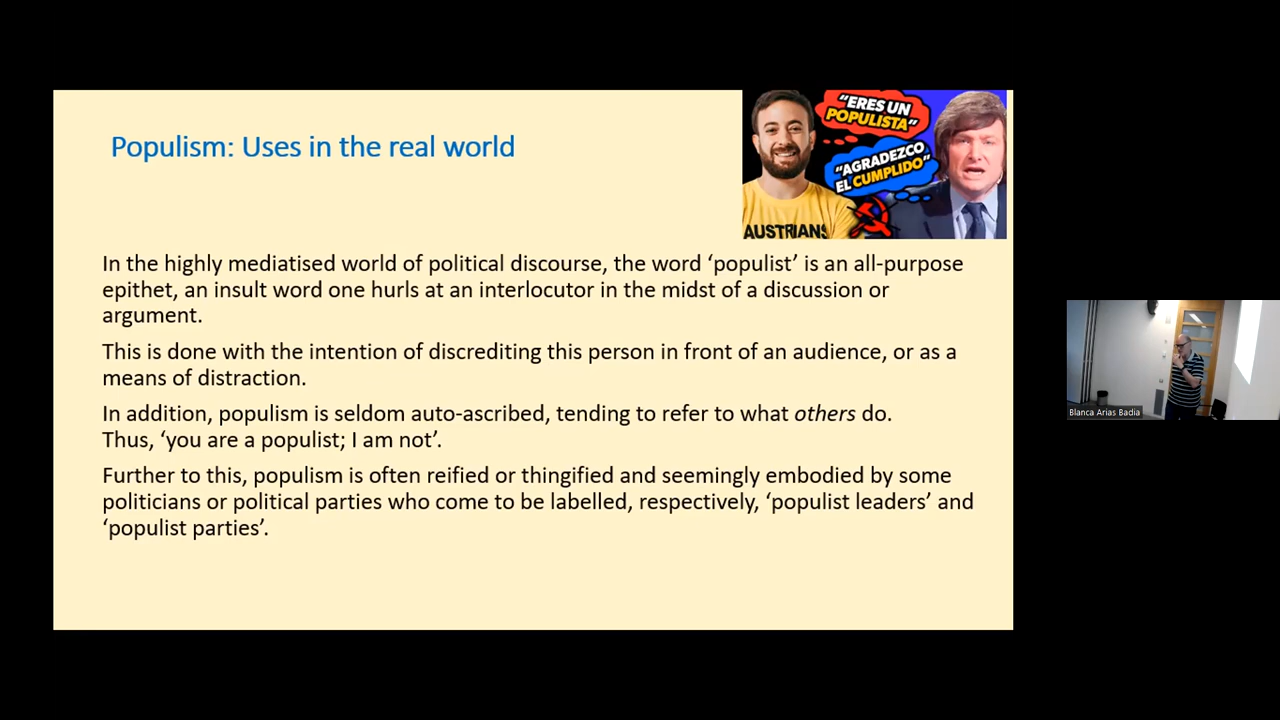 Populism: Uses in the real world
“ERES UN
POPULISTA”
“AGRADEZCO
EL CUMPLIDO”
AUSTRIANS
In the highly mediatised world of political discourse, the word ‘populist’ is an all-purpose
epithet, an insult word one hurls at an interlocutor in the midst of a discussion or
argument.
This is done with the intention of discrediting this person in front of an audience, or as a
means of distraction.
In addition, populism is seldom auto-ascribed, tending to refer to what others do.
Thus, ‘you are a populist; I am not’.
Further to this, populism is often reified or thingified and seemingly embodied by some
politicians or political parties who come to be labelled, respectively, ‘populist leaders’ and
‘populist parties’.
Blanca Arias Badia